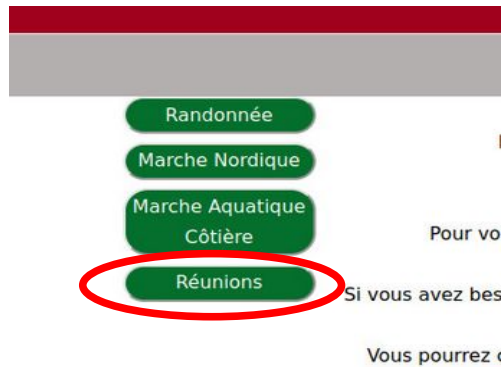 Randonnée
Marche Nordique
Marche Aquatique
Côtière
Pour vo
Réunions
Si vous avez bes
Vous pourrez